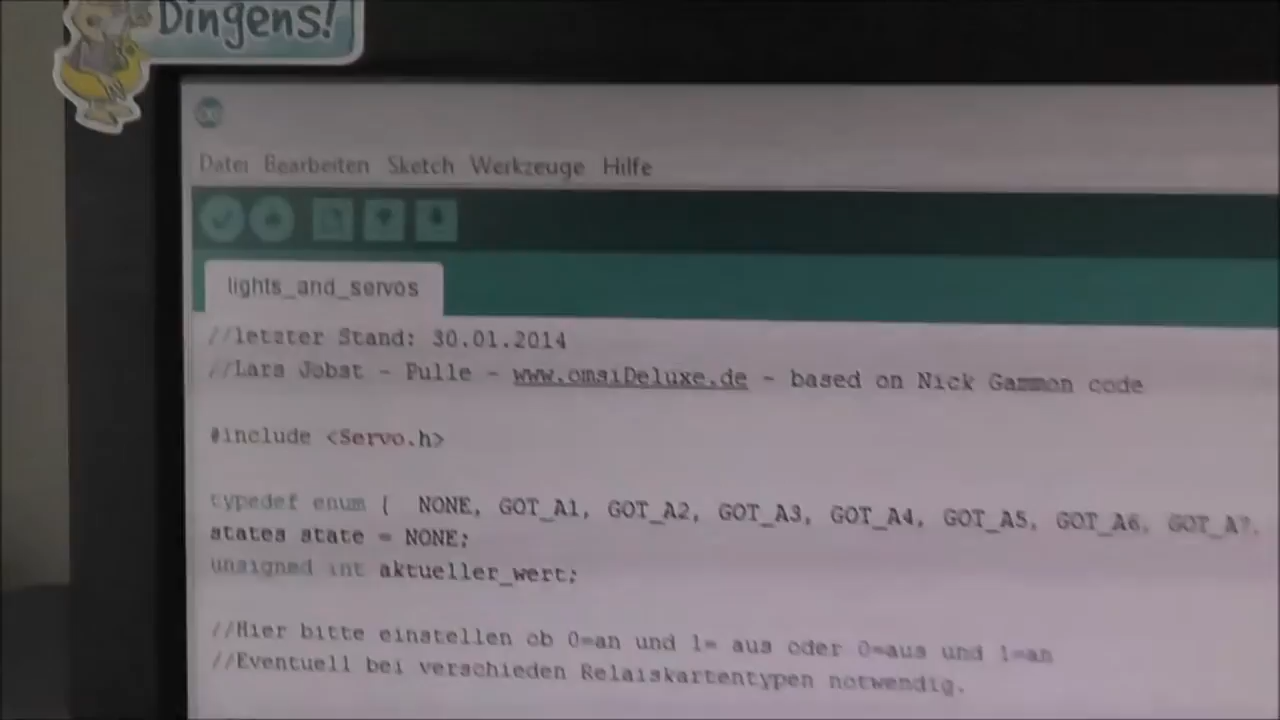 Dingens!
Datei Bearbeiten Sketch Werkzeuge Hilfe
lights_and_servos
//letzter Stand: 30.01.2014
//Lars Jobst - Pulle - www.omsiDeluxe.de - based on Nick Gammon code
#include <Servo.h>
typedef enum { NONE, GOT_A1, GOT_A2, GOT_A3, GOT_A4, GOT_A5, GOT_A6, GOT_A7,
states state = NONE;
unsigned int aktueller_wert;
//Hier bitte einstellen ob 0=an und 1= aus oder 0=aus und 1=an
//Eventuell bei verschieden Relaiskartentypen notwendig.